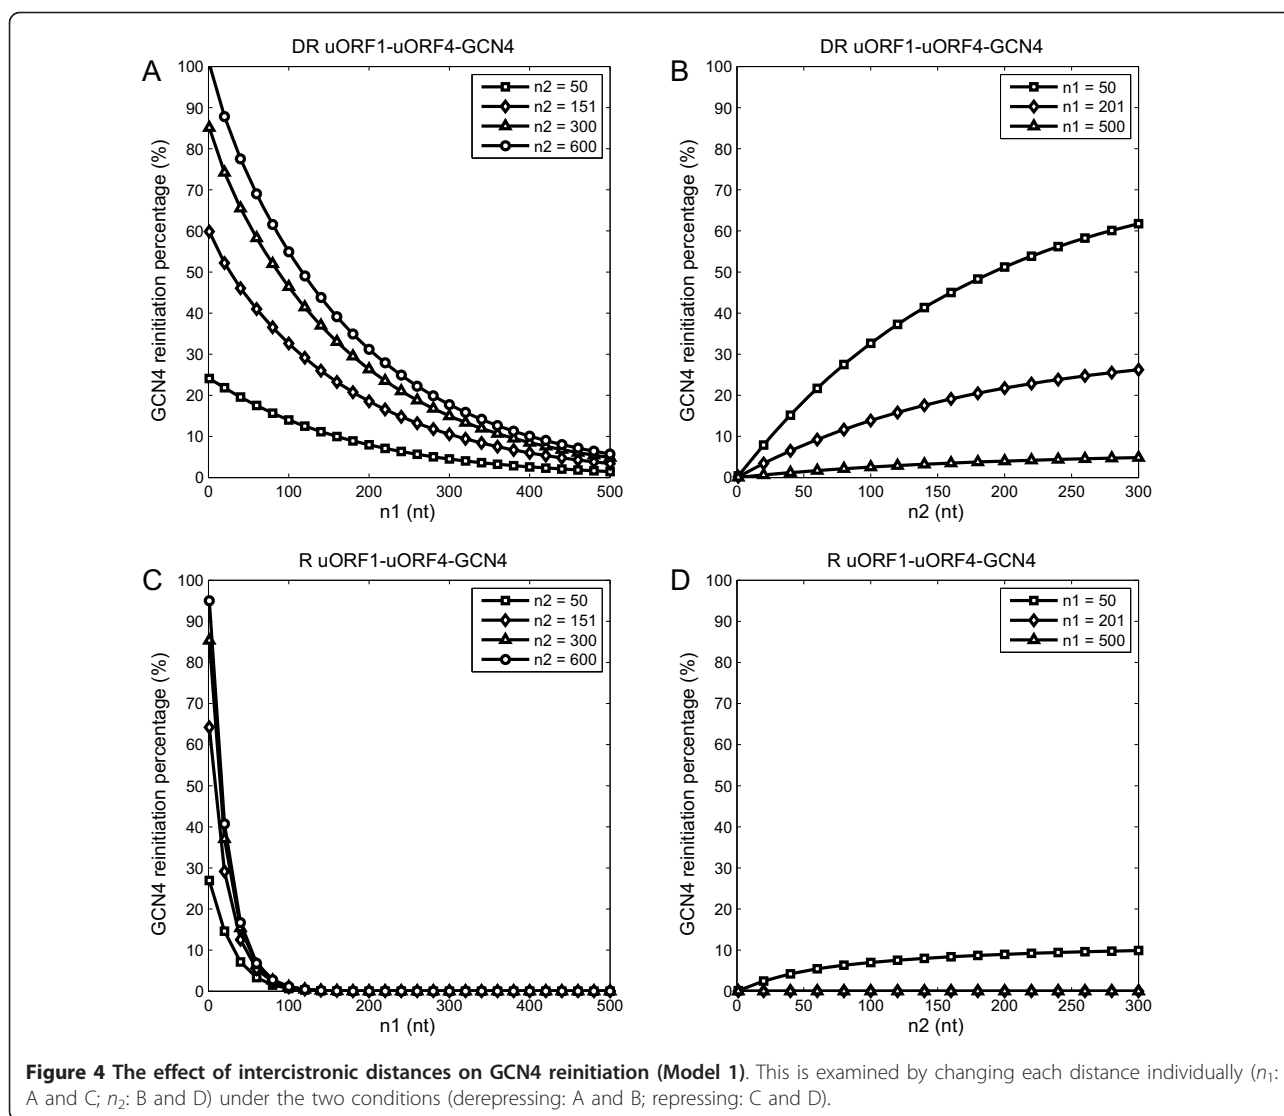 DR uORF1-uORF4-GCN4
A
GCN4 reinitiation percentage (%)
100
90
80
70
60
50
40
30
20
10
0
n2 = 50
n2 = 151
n2 = 300
n2 = 600
0 100 200 300 400 500
n1 (nt)
DR uORF1-uORF4-GCN4
B
GCN4 reinitiation percentage (%)
100
90
80
70
60
50
40
30
20
10
0
n1 = 50
n1 = 201
n1 = 500
0 50 100 150 200 250 300
n2 (nt)
R uORF1-uORF4-GCN4
C
GCN4 reinitiation percentage (%)
100
90
80
70
60
50
40
30
20
10
0
n2 = 50
n2 = 151
n2 = 300
n2 = 600
0 100 200 300 400 500
n1 (nt)
R uORF1-uORF4-GCN4
D
GCN4 reinitiation percentage (%)
100
90
80
70
60
50
40
30
20
10
0
n1 = 50
n1 = 201
n1 = 500
0 50 100 150 200 250 300
n2 (nt)
Figure 4 The effect of intercistronic distances on GCN4 reinitiation (Model 1). This is examined by changing each distance individually (n₁:
A and C; n₂: B and D) under the two conditions (derepressing: A and B; repressing: C and D).